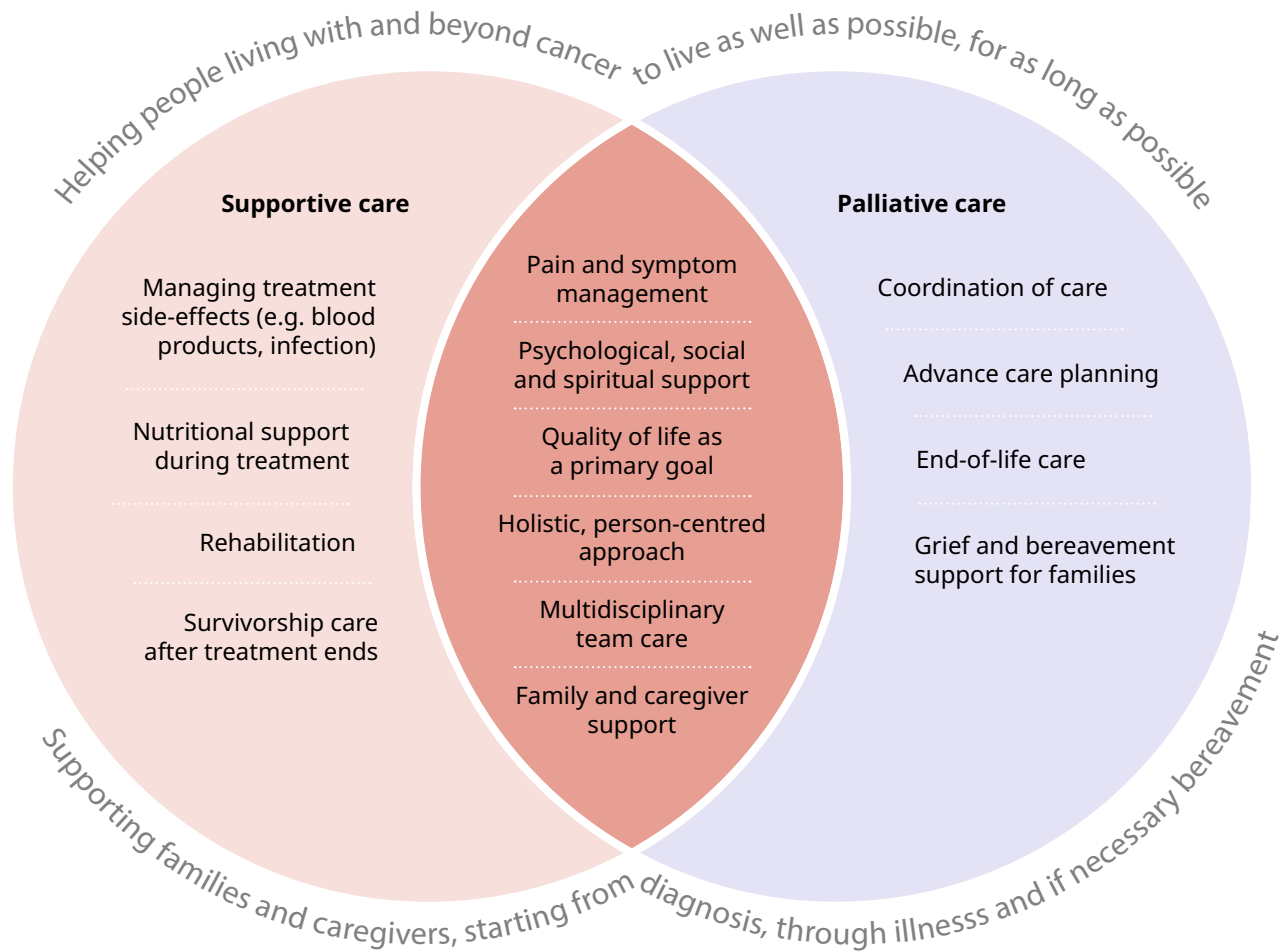 Helping people living with and beyond cancer to live as well as possible, for as long as possible
Supportive care
Managing treatment
side-effects (e.g. blood
products, infection)
Nutritional support
during treatment
Rehabilitation
Survivorship care
after treatment ends
Pain and symptom
management
Psychological, social
and spiritual support
Quality of life as
a primary goal
Holistic, person-centred
approach
Multidisciplinary
team care
Family and caregiver
support
Palliative care
Coordination of care
Advance care planning
End-of-life care
Grief and bereavement
support for families
Supporting families and caregivers, starting from diagnosis, through illnesss and if necessary bereavement